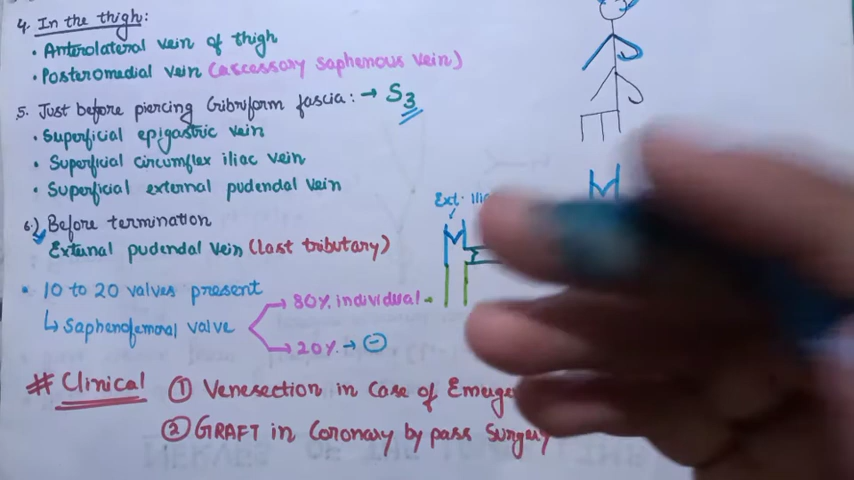 4. In the thigh:
• Anterolateral vein of thigh
• Posteromedial vein (ascessary saphenous vein)
5. Just before piercing Cribriform fascia: → S3
• Superficial epigastric vein
• Superficial circumflex iliac vein
• Superficial external pudendal vein
6.) Before termination
External pudendal vein (last tributary)
Ext. Ili
• 10 to 20 valves present
↳ Saphenofemoral valve
→ 80% individual →
→ 20% → ⊖
# Clinical ① Venesection in Case of Emerge
② GRAFT in Coronary by pass Surgery